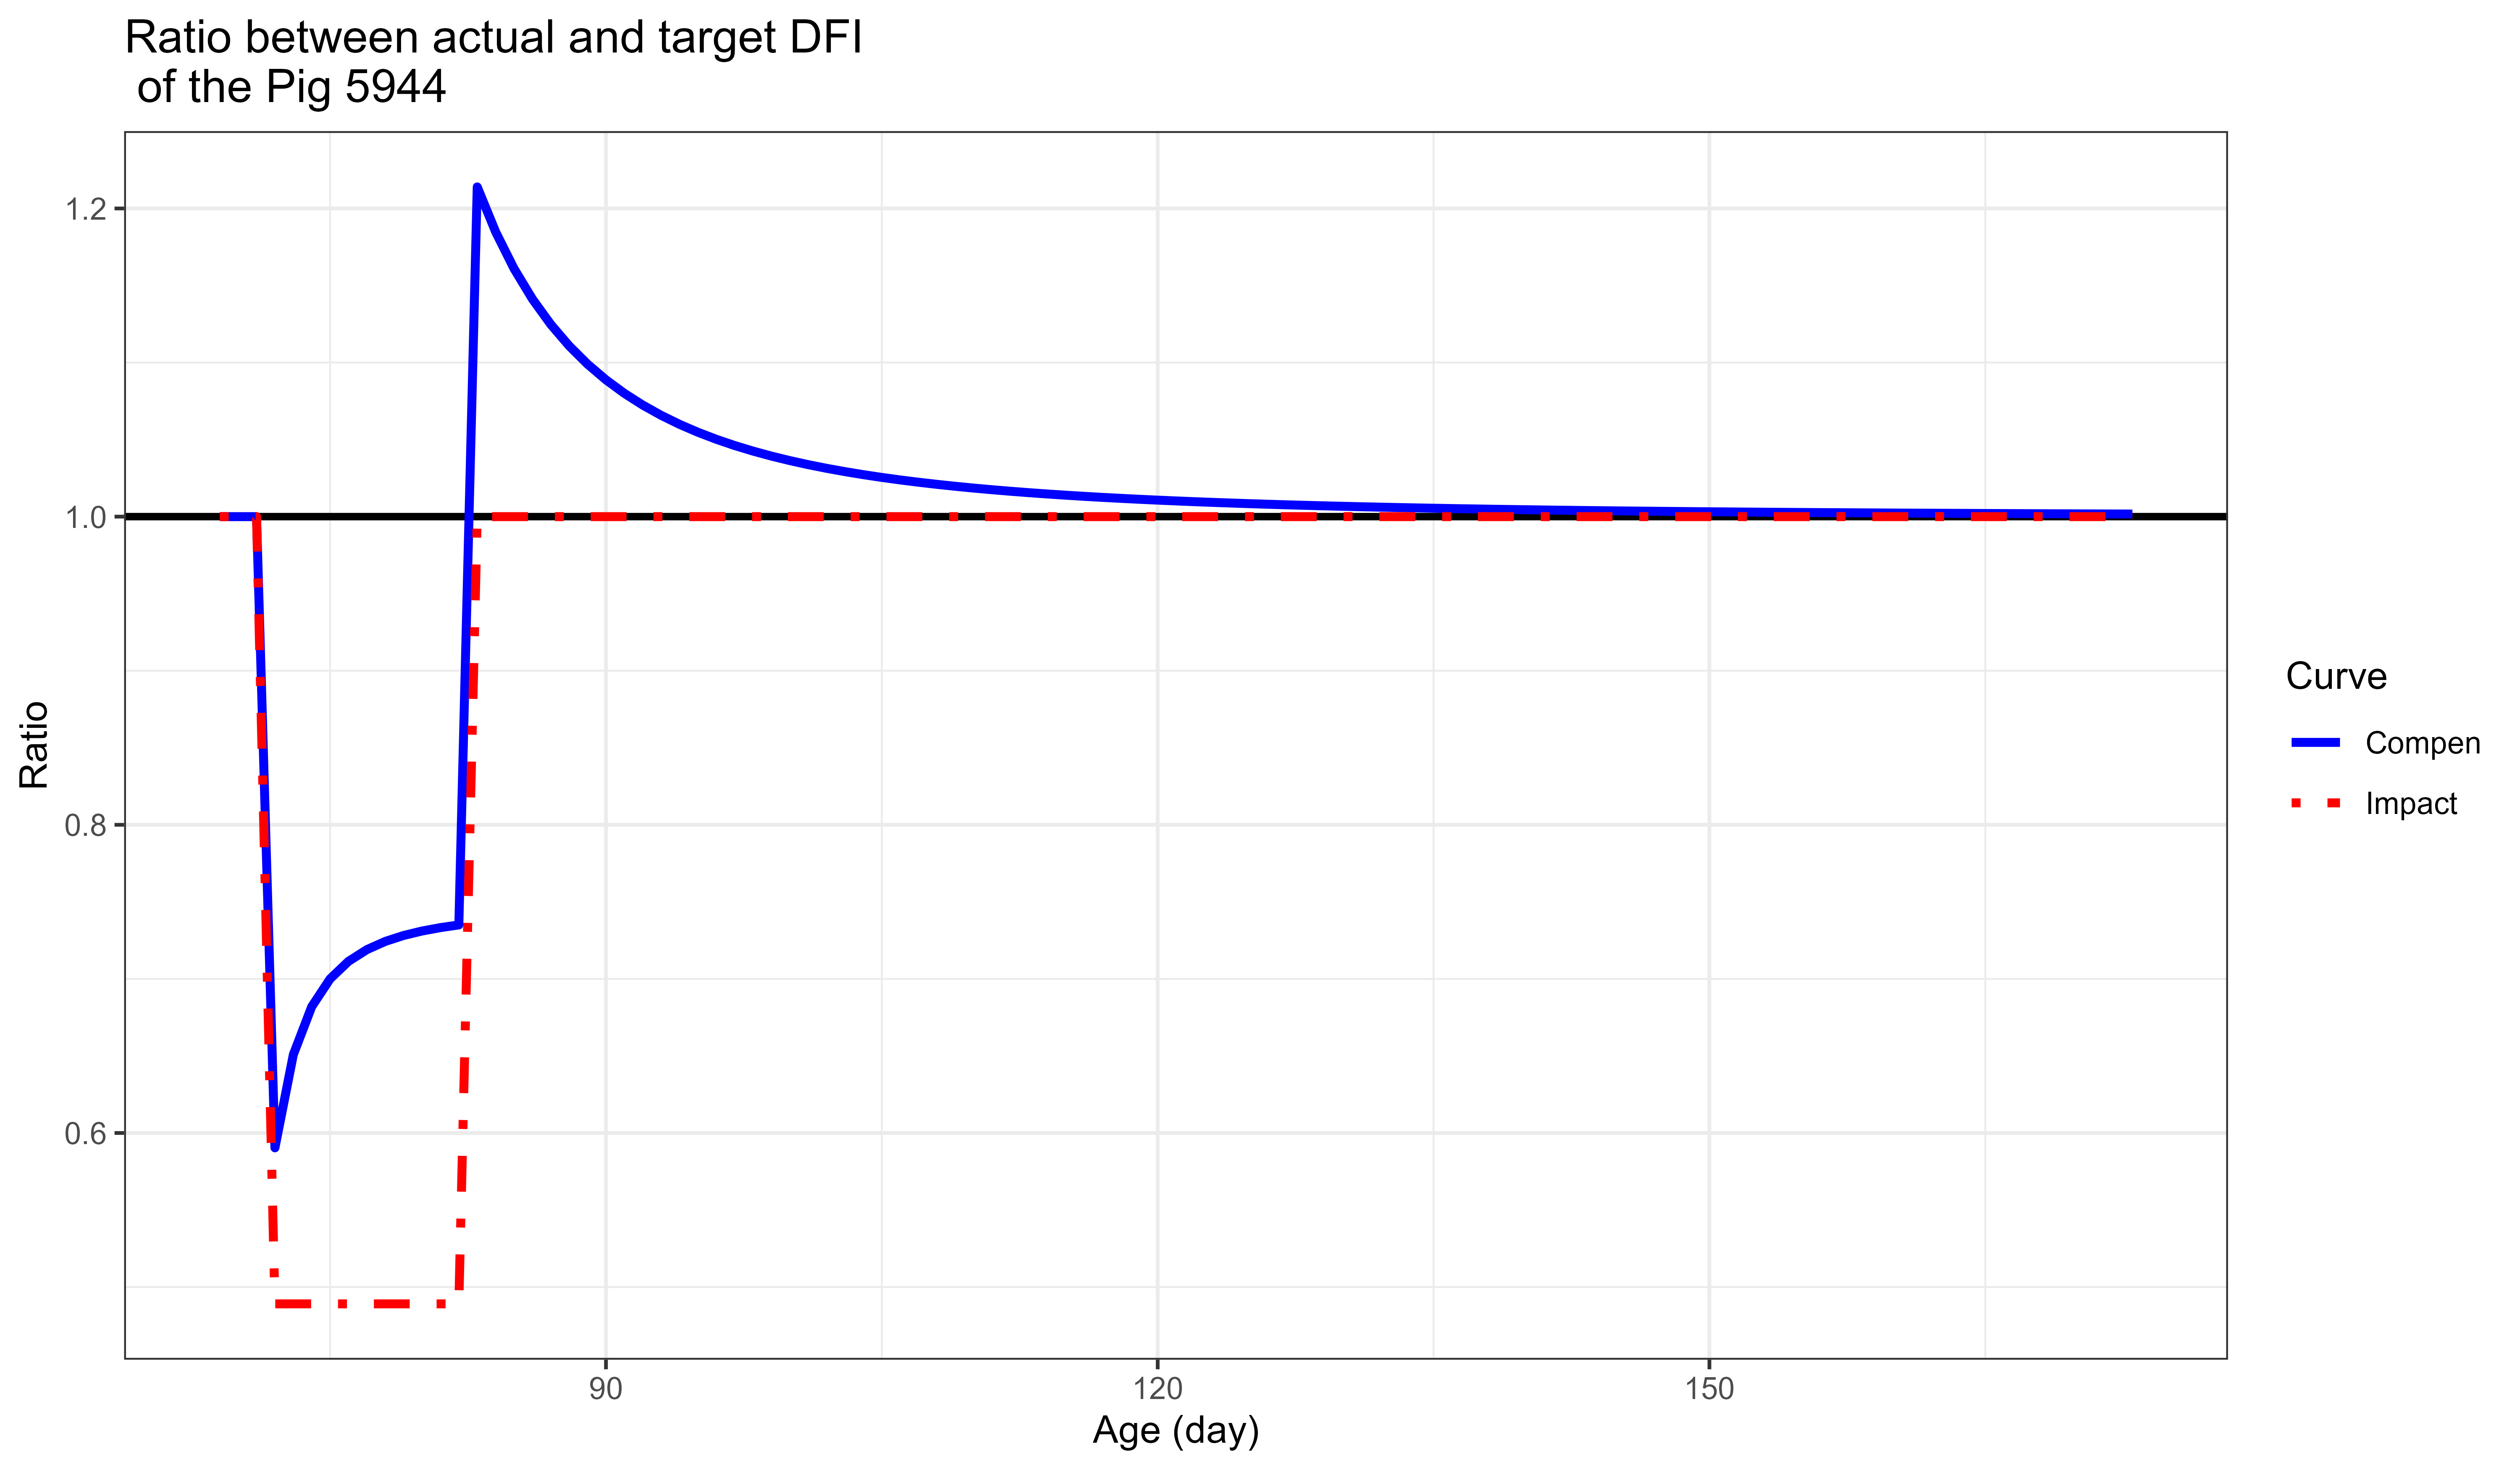 Ratio between actual and target DFI
of the Pig 5944
1.2
1.0
0.8
0.6
Ratio
90
120
150
Age (day)
Curve
Compen
Impact